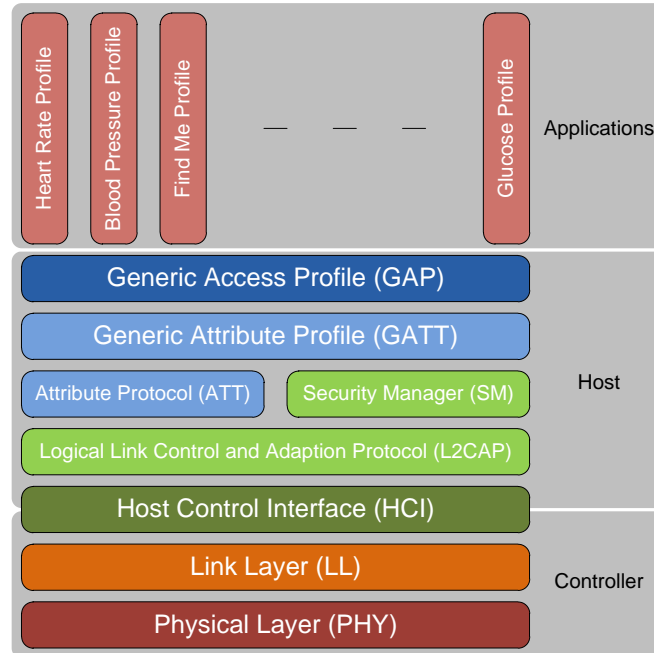 Heart Rate Profile
Blood Pressure Profile
Find Me Profile
Glucose Profile
Applications
Generic Access Profile (GAP)
Generic Attribute Profile (GATT)
Attribute Protocol (ATT)
Security Manager (SM)
Host
Logical Link Control and Adaption Protocol (L2CAP)
Host Control Interface (HCI)
Link Layer (LL)
Controller
Physical Layer (PHY)